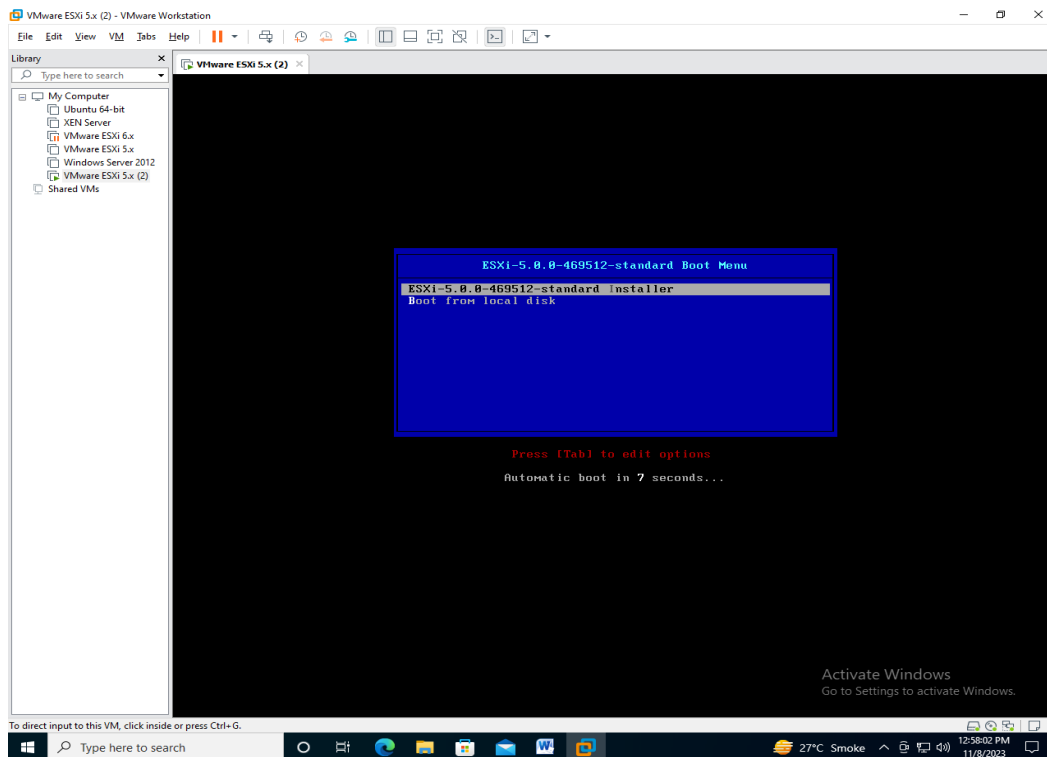 VMware ESXi 5.x (2) - VMware Workstation
File Edit View VM Tabs Help
Library
Type here to search
VMware ESXi 5.x (2)
My Computer
Ubuntu 64-bit
XEN Server
VMware ESXi 6.x
VMware ESXi 5.x
Windows Server 2012
VMware ESXi 5.x (2)
Shared VMs
ESXi-5.0.0-469512-standard Boot Menu
ESXi-5.0.0-469512-standard Installer
Boot from local disk
Press [Tab] to edit options
Automatic boot in 7 seconds...
Activate Windows
Go to Settings to activate Windows.
To direct input to this VM, click inside or press Ctrl+G.
Type here to search
W
27°C Smoke
12:58:02 PM
11/8/2023